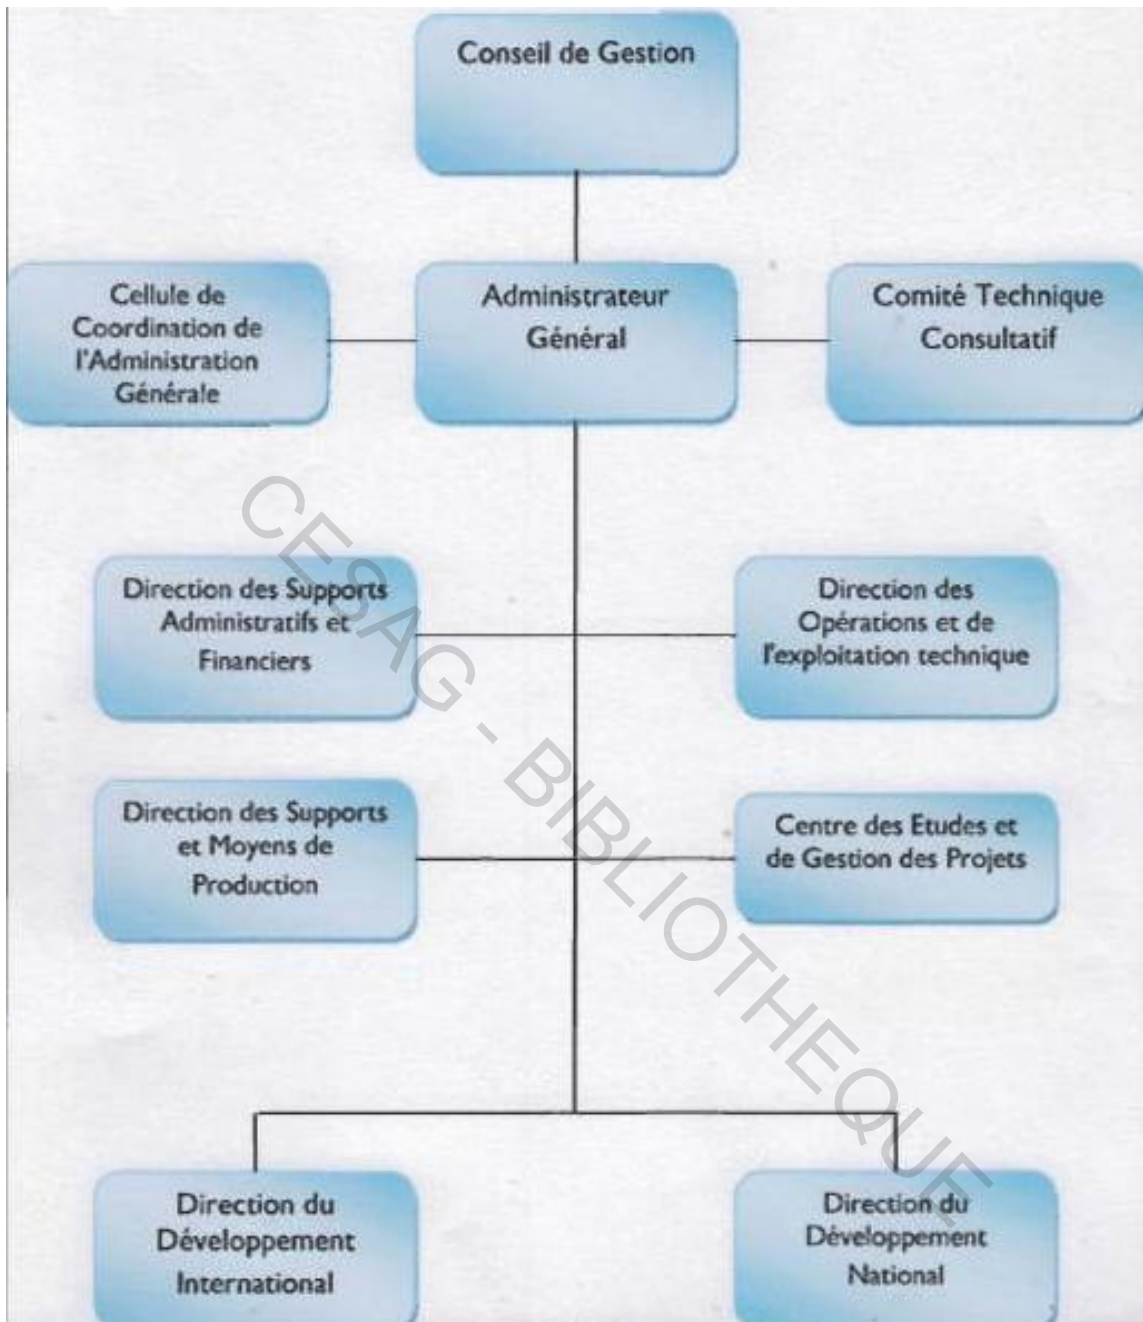 Conseil de Gestion
Cellule de
Coordination de
l'Administration
Générale
Administrateur
Général
Comité Technique
Consultatif
Direction des Supports
Administratifs et
Financiers
Direction des
Opérations et de
l'exploitation technique
Direction des Supports
et Moyens de
Production
Centre des Etudes et
de Gestion des Projets
Direction du
Développement
International
Direction du
Développement
National
CESAG - BIBLIOTHEQUE